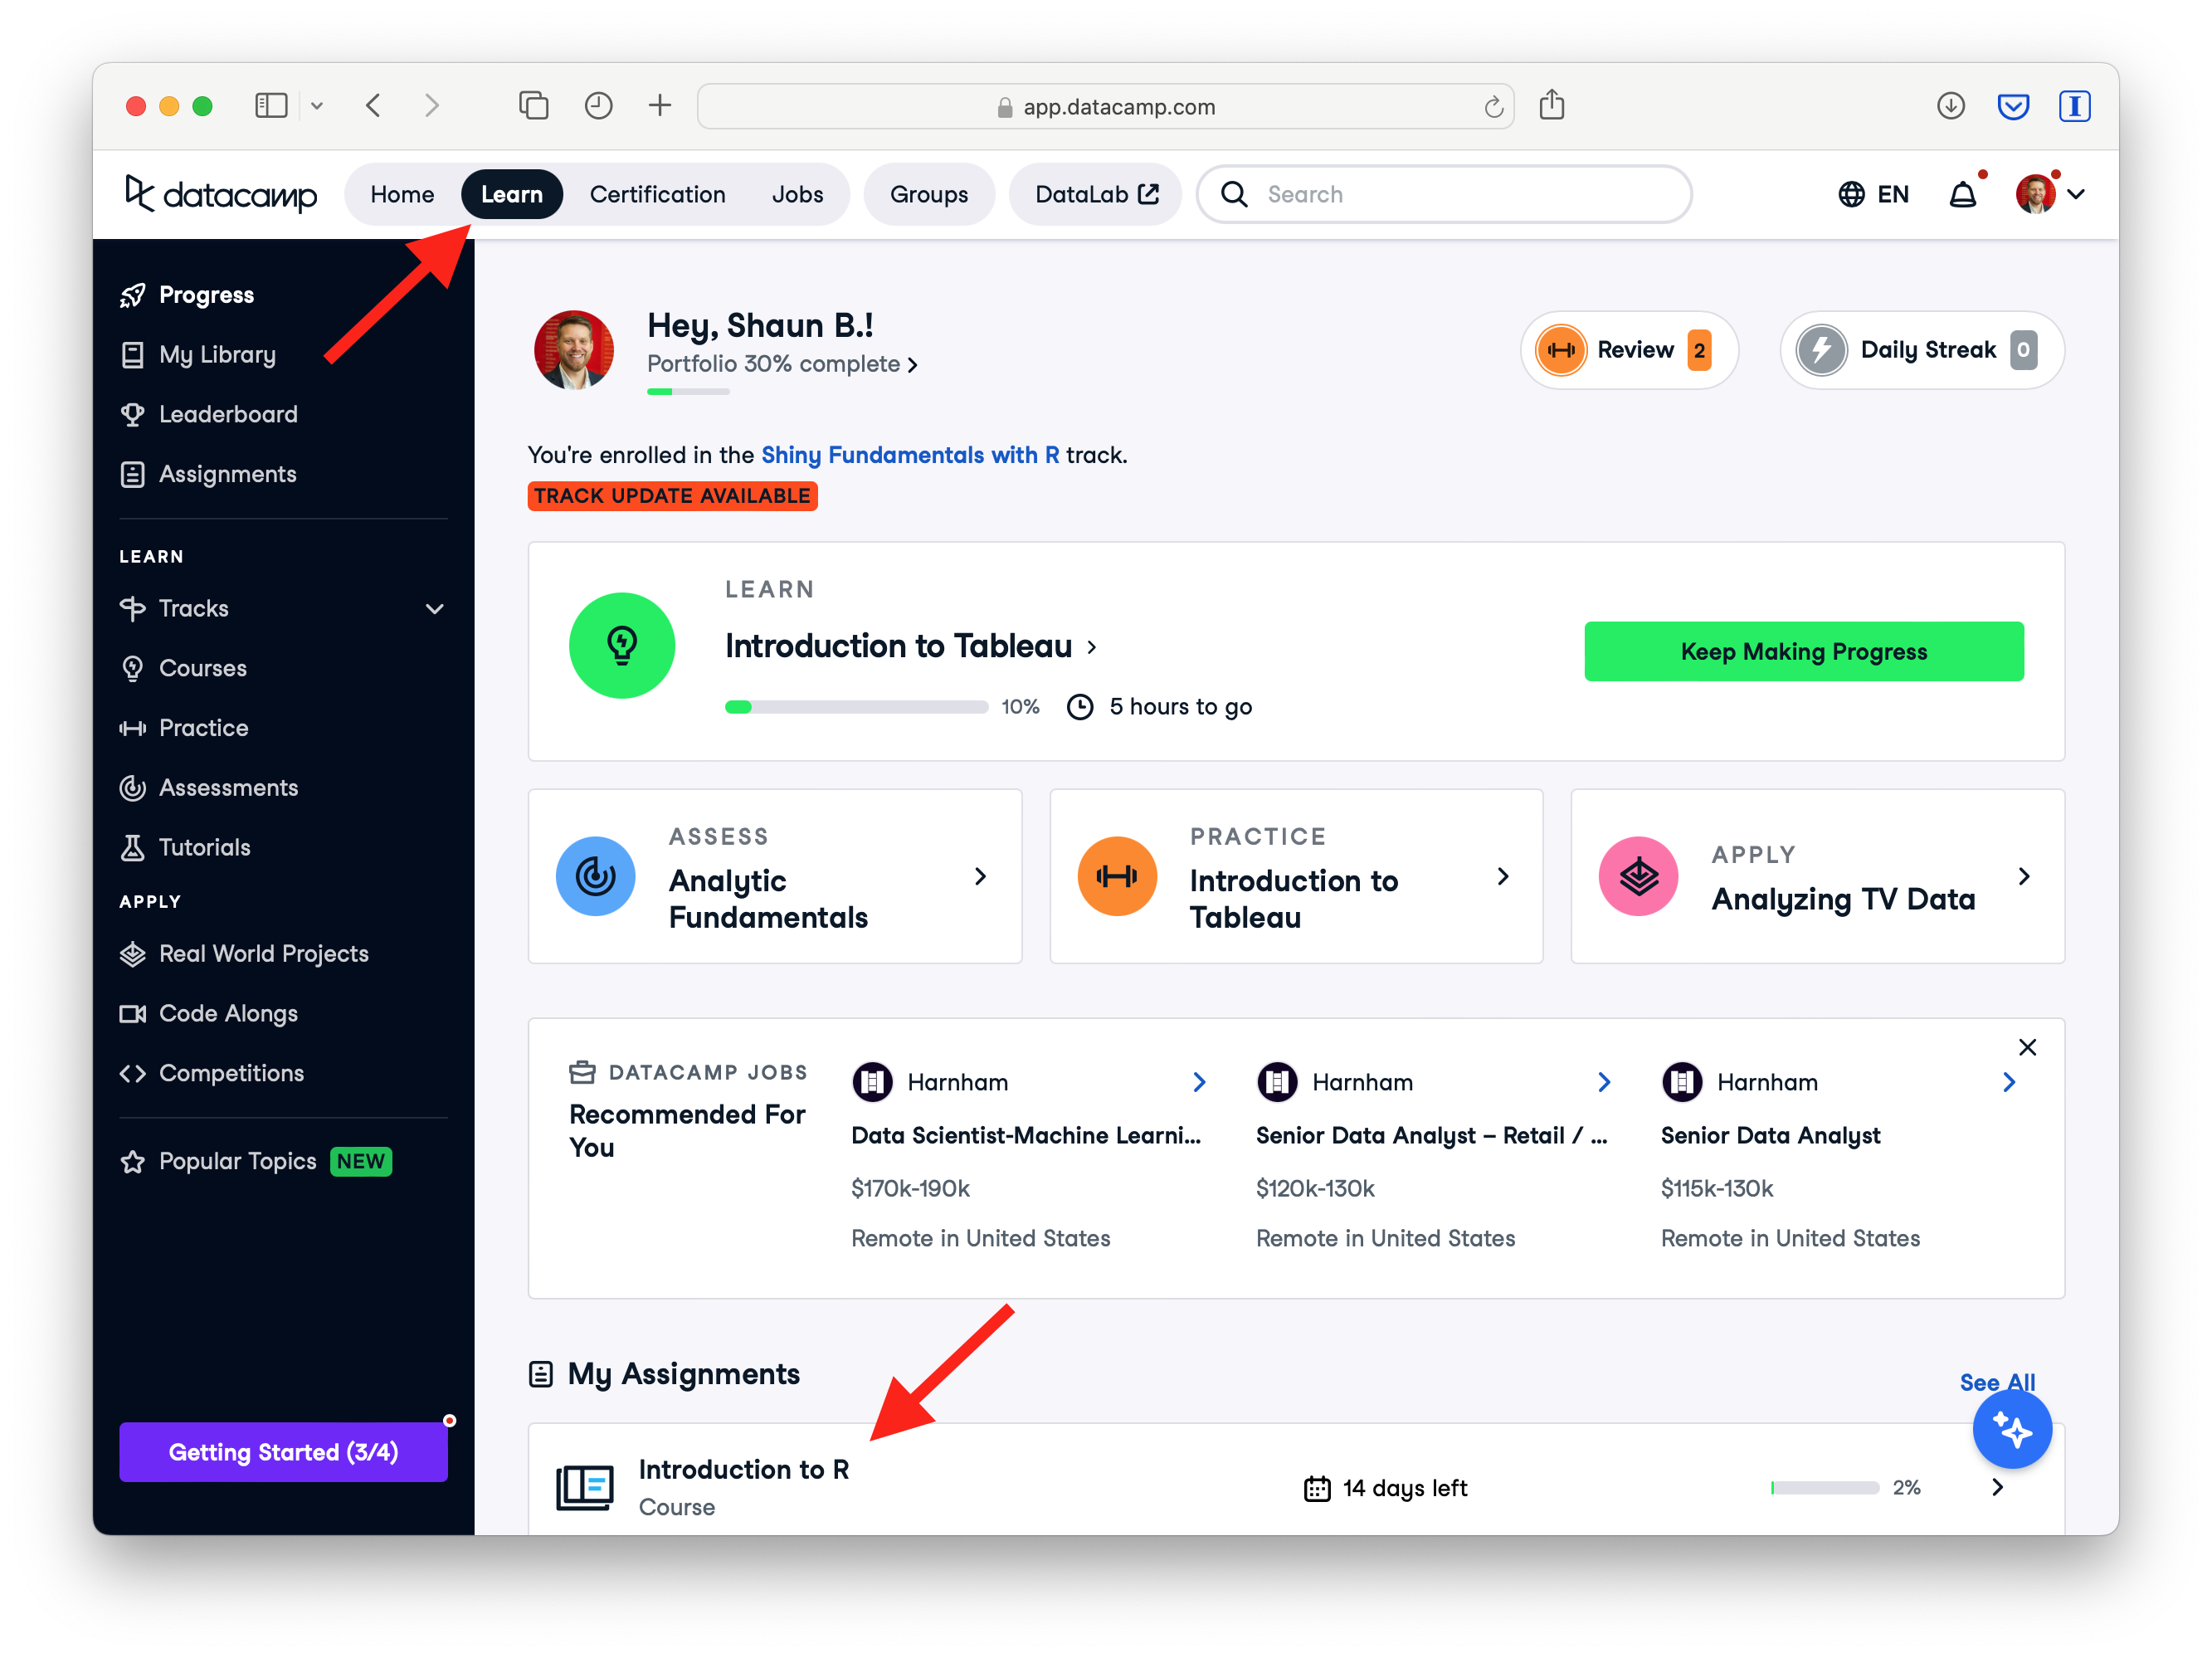 app.datacamp.com
datacamp
Home
Learn
Certification
Jobs
Groups
DataLab
Search
EN
Progress
My Library
Leaderboard
Assignments
LEARN
Tracks
Courses
Practice
Assessments
Tutorials
APPLY
Real World Projects
Code Alongs
Competitions
Popular Topics NEW
Getting Started (3/4)
Hey, Shaun B.!
Portfolio 30% complete
Review 2
Daily Streak 0
You're enrolled in the Shiny Fundamentals with R track.
TRACK UPDATE AVAILABLE
LEARN
Introduction to Tableau
10%
5 hours to go
Keep Making Progress
ASSESS
Analytic
Fundamentals
PRACTICE
Introduction to
Tableau
APPLY
Analyzing TV Data
DATACAMP JOBS
Recommended For
You
Harnham
Data Scientist-Machine Learni...
$170k-190k
Remote in United States
Harnham
Senior Data Analyst – Retail / ...
$120k-130k
Remote in United States
Harnham
Senior Data Analyst
$115k-130k
Remote in United States
My Assignments
See All
Introduction to R
Course
14 days left
2%